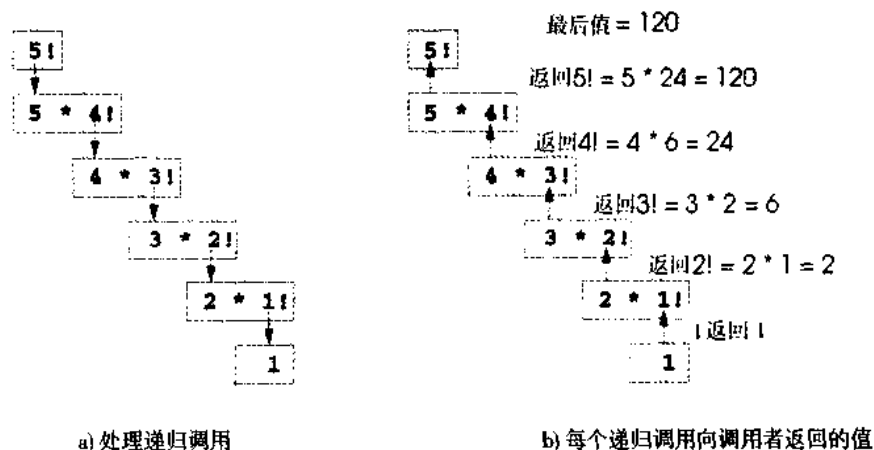 5!
5 * 4!
4 * 3!
3 * 2!
2 * 1!
1
a) 处理递归调用
最后值 = 120
5!
返回5! = 5 * 24 = 120
5 * 4!
返回4! = 4 * 6 = 24
4 * 3!
返回3! = 3 * 2 = 6
3 * 2!
返回2! = 2 * 1 = 2
2 * 1!
1返回 1
1
b) 每个递归调用向调用者返回的值